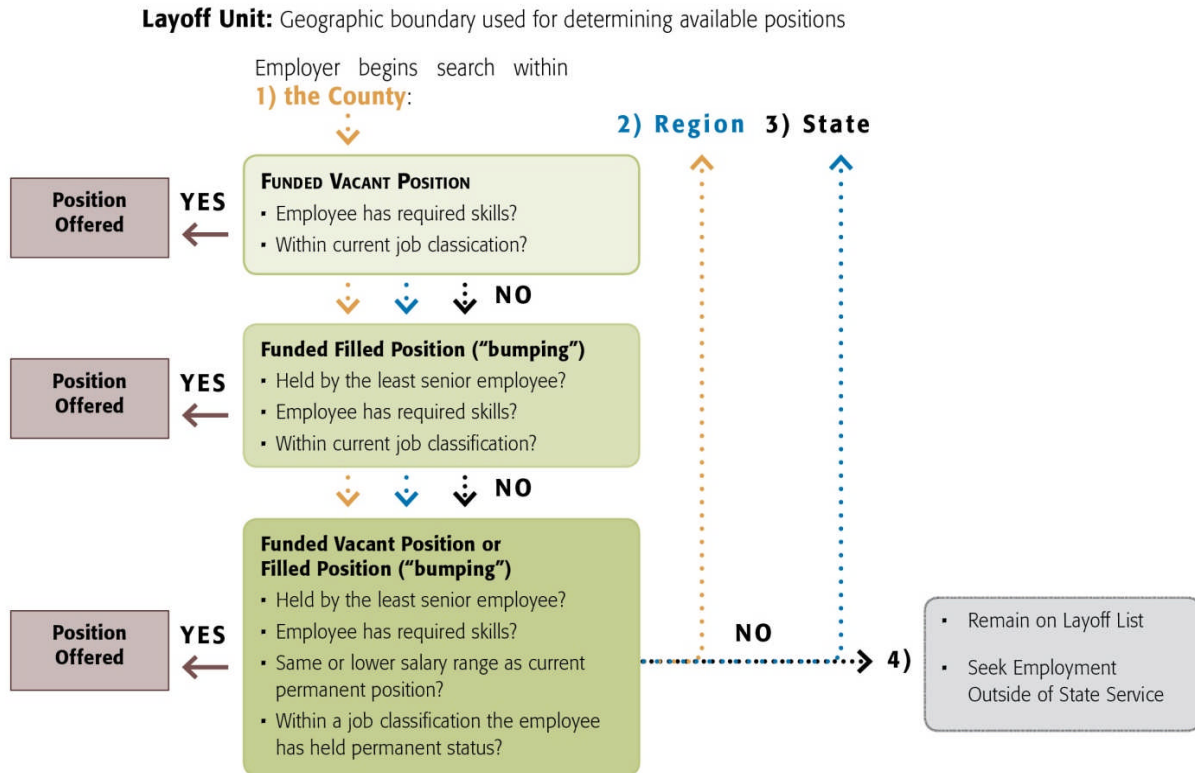 Layoff Unit: Geographic boundary used for determining available positions
Employer begins search within
1) the County:
2) Region
3) State
FUNDED VACANT POSITION
▪ Employee has required skills?
▪ Within current job classication?
YES
Position
Offered
NO
Funded Filled Position (“bumping”)
▪ Held by the least senior employee?
▪ Employee has required skills?
▪ Within current job classification?
YES
Position
Offered
NO
Funded Vacant Position or
Filled Position (“bumping”)
▪ Held by the least senior employee?
▪ Employee has required skills?
▪ Same or lower salary range as current
permanent position?
▪ Within a job classification the employee
has held permanent status?
YES
Position
Offered
NO
4)
▪ Remain on Layoff List
▪ Seek Employment
Outside of State Service